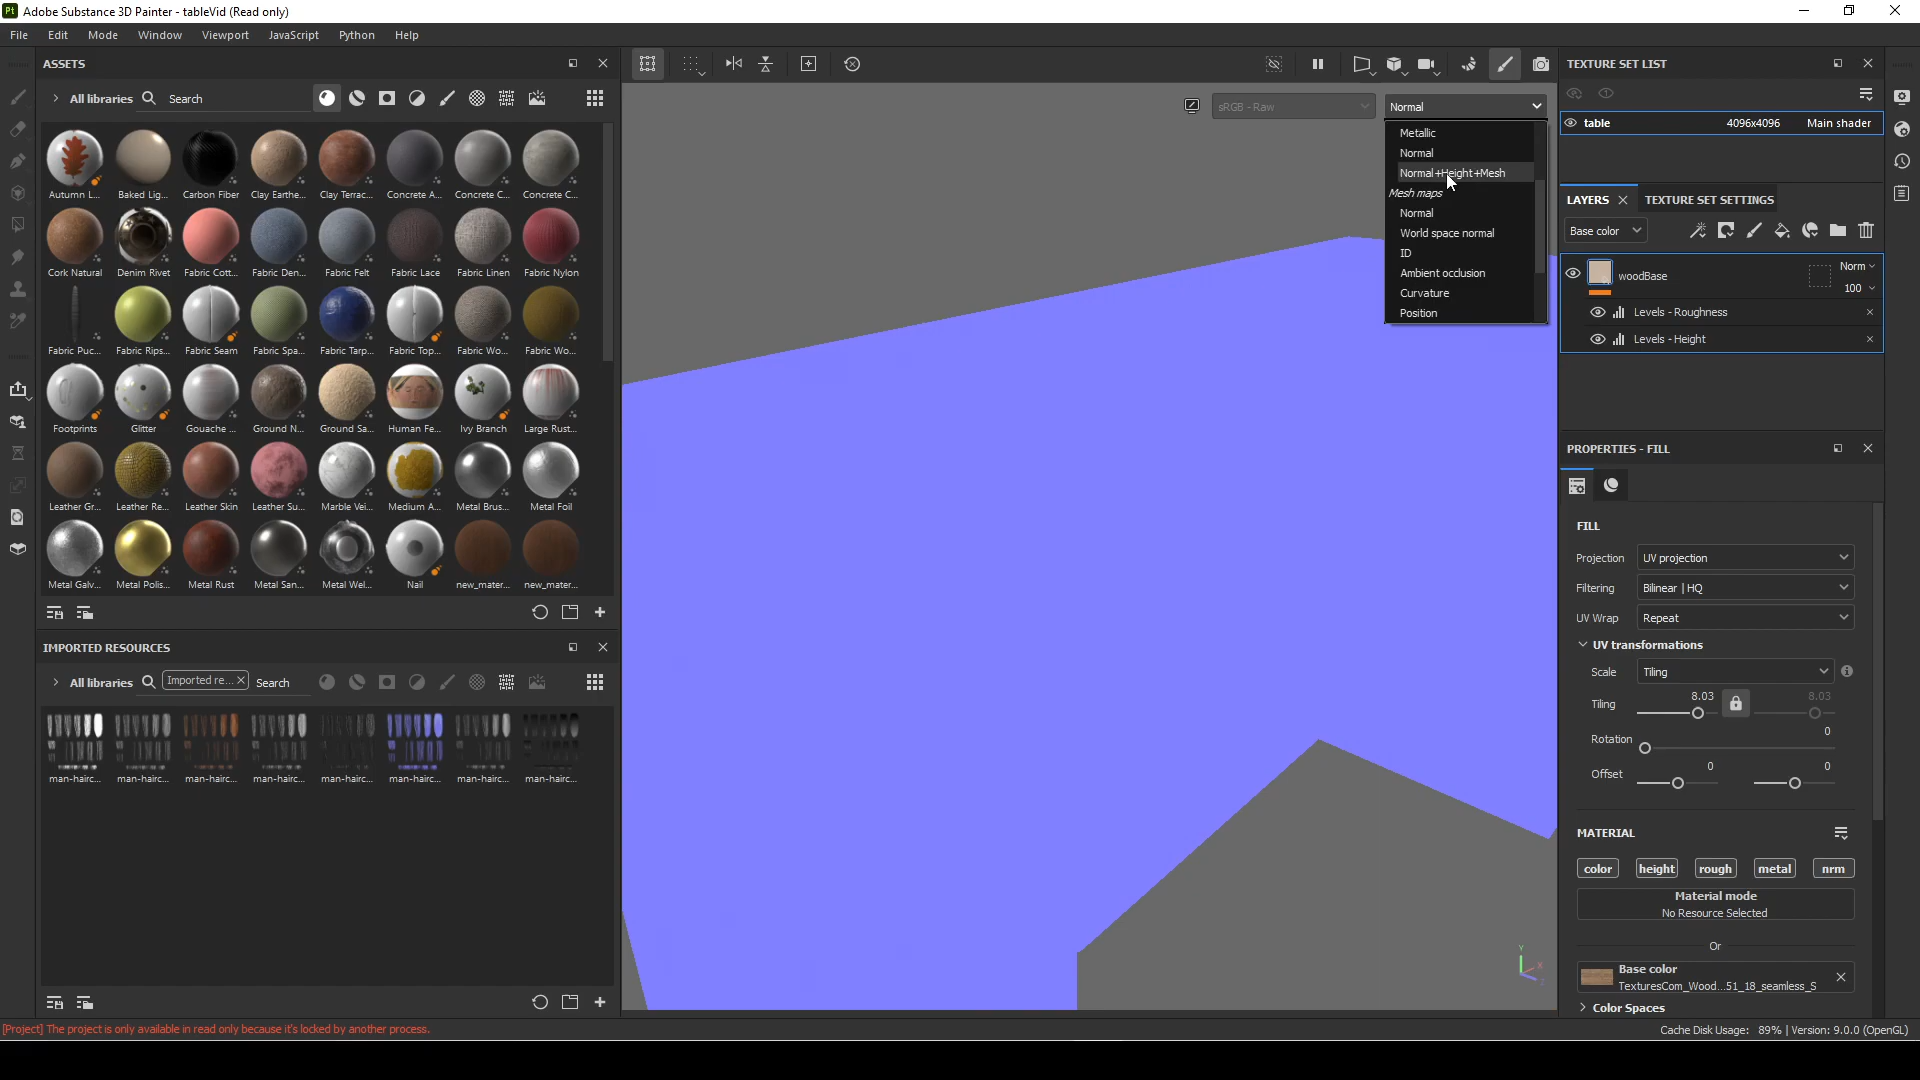 Pt Adobe Substance 3D Painter - tableVid (Read only)
File Edit Mode Window Viewport JavaScript Python Help
ASSETS
All libraries Search
Autumn L... Baked Lig... Carbon Fiber Clay Earthe... Clay Terrac... Concrete A... Concrete C... Concrete C...
Cork Natural Denim Rivet Fabric Cott... Fabric Den... Fabric Felt Fabric Lace Fabric Linen Fabric Nylon
Fabric Puc... Fabric Rips... Fabric Seam Fabric Spa... Fabric Tarp... Fabric Top... Fabric Wo... Fabric Wo...
Footprints Glitter Gouache ... Ground N... Ground Sa... Human Fe... Ivy Branch Large Rust...
Leather Gr... Leather Re... Leather Skin Leather Su... Marble Vei... Medium A... Metal Brus... Metal Foil
Metal Galv... Metal Polis... Metal Rust Metal San... Metal Wel... Nail new_mater... new_mater...
IMPORTED RESOURCES
All libraries Imported re... Search
man-hairc... man-hairc... man-hairc... man-hairc... man-hairc... man-hairc... man-hairc... man-hairc...
sRGB - Raw
Normal
Metallic
Normal
Normal+Height+Mesh
Mesh maps
Normal
World space normal
ID
Ambient occlusion
Curvature
Position
Y
X
TEXTURE SET LIST
table 4096x4096 Main shader
LAYERS TEXTURE SET SETTINGS
Base color
woodBase Norm
100
Levels - Roughness
Levels - Height
PROPERTIES - FILL
FILL
Projection UV projection
Filtering Bilinear | HQ
UV Wrap Repeat
UV transformations
Scale Tiling
Tiling 8.03 8.03
Rotation 0
Offset 0 0
MATERIAL
color height rough metal nrm
Material mode
No Resource Selected
Or
Base color
TexturesCom_Wood...51_18_seamless_S
Color Spaces
[Project] The project is only available in read only because it's locked by another process.
Cache Disk Usage: 89% | Version: 9.0.0 (OpenGL)